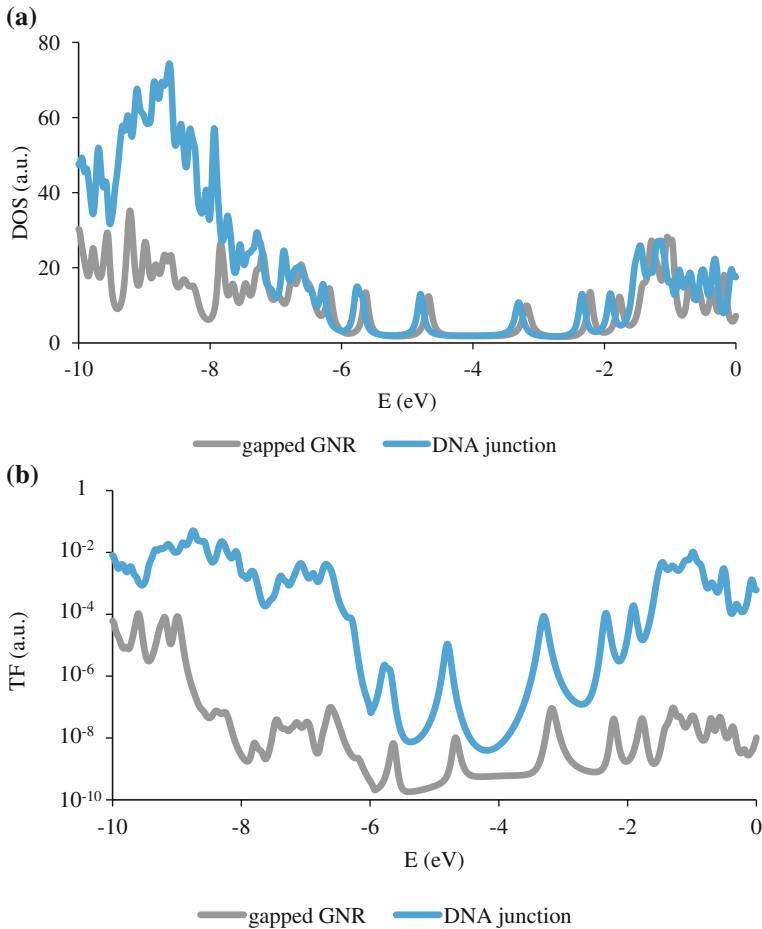 (a)
80
60
40
20
0
DOS (a.u.)
-10 -8 -6 -4 -2 0
E (eV)
gapped GNR DNA junction
(b)
1
10-2
10-4
10-6
10-8
10-10
TF (a.u.)
-10 -8 -6 -4 -2 0
E (eV)
gapped GNR DNA junction